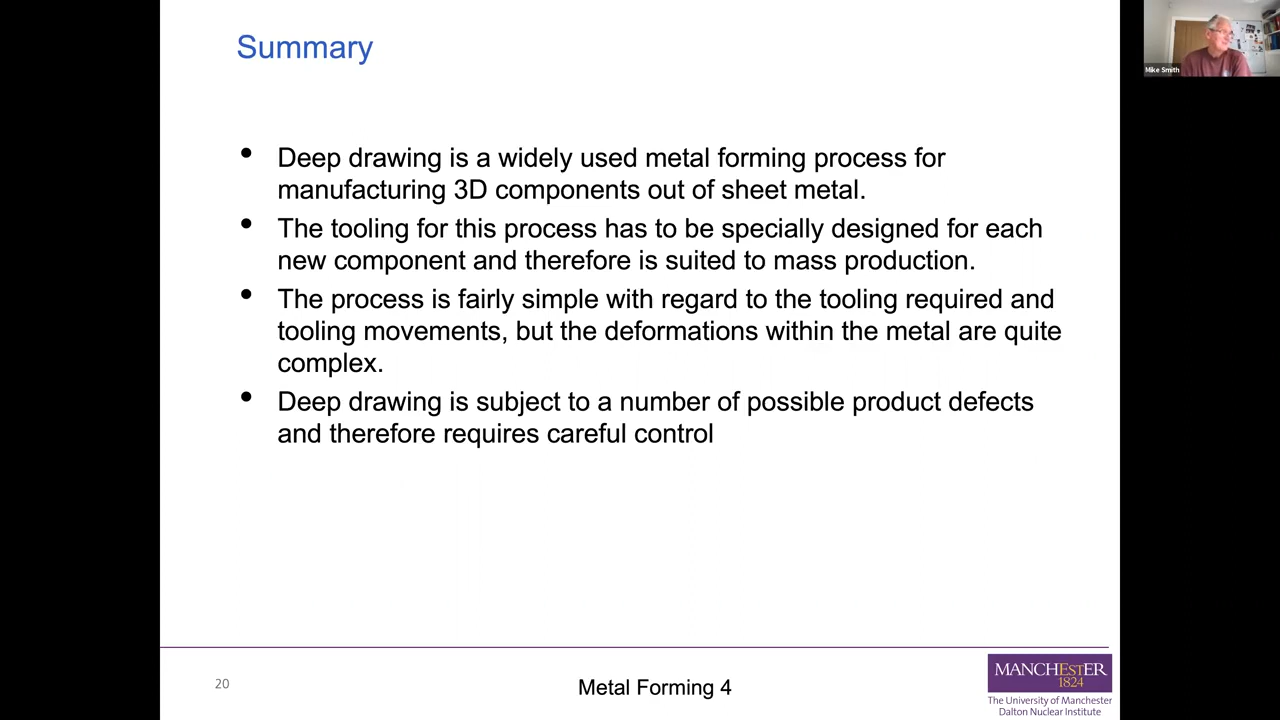 Summary
Mike Smith
• Deep drawing is a widely used metal forming process for
manufacturing 3D components out of sheet metal.
• The tooling for this process has to be specially designed for each
new component and therefore is suited to mass production.
• The process is fairly simple with regard to the tooling required and
tooling movements, but the deformations within the metal are quite
complex.
• Deep drawing is subject to a number of possible product defects
and therefore requires careful control
20
Metal Forming 4
MANCHESTER
1824
The University of Manchester
Dalton Nuclear Institute